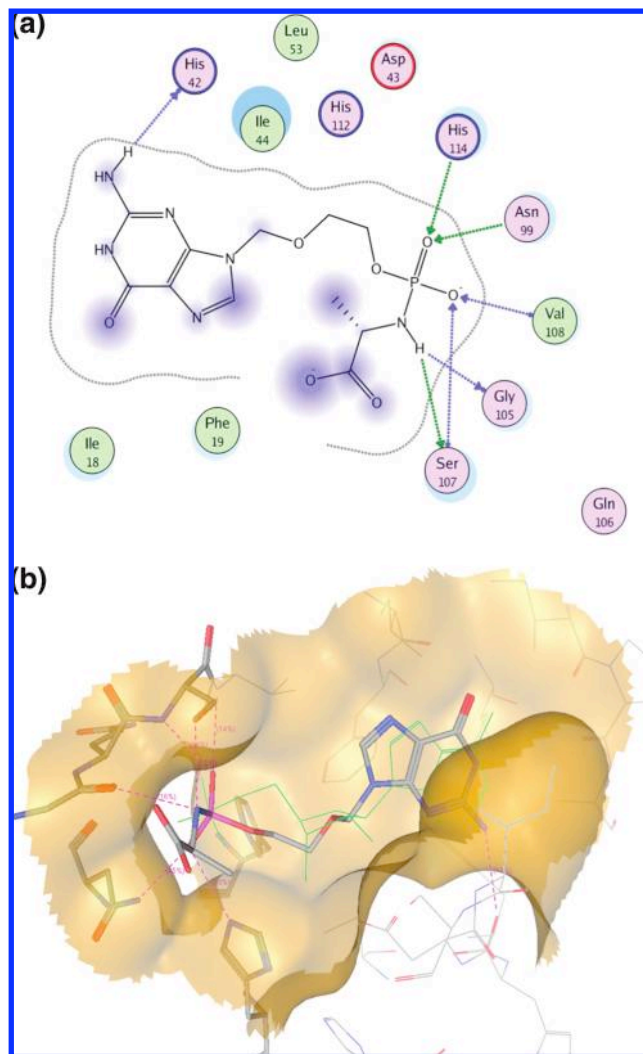 (a)
Leu
53
His
42
Asp
43
Ile
44
His
112
His
114
Asn
99
H
HN
N
HN
N
N
O
N
O
O
O
P
O-
N
H
O-
O
Val
108
Gly
105
Ser
107
Phe
19
Ile
18
Gln
106
(b)